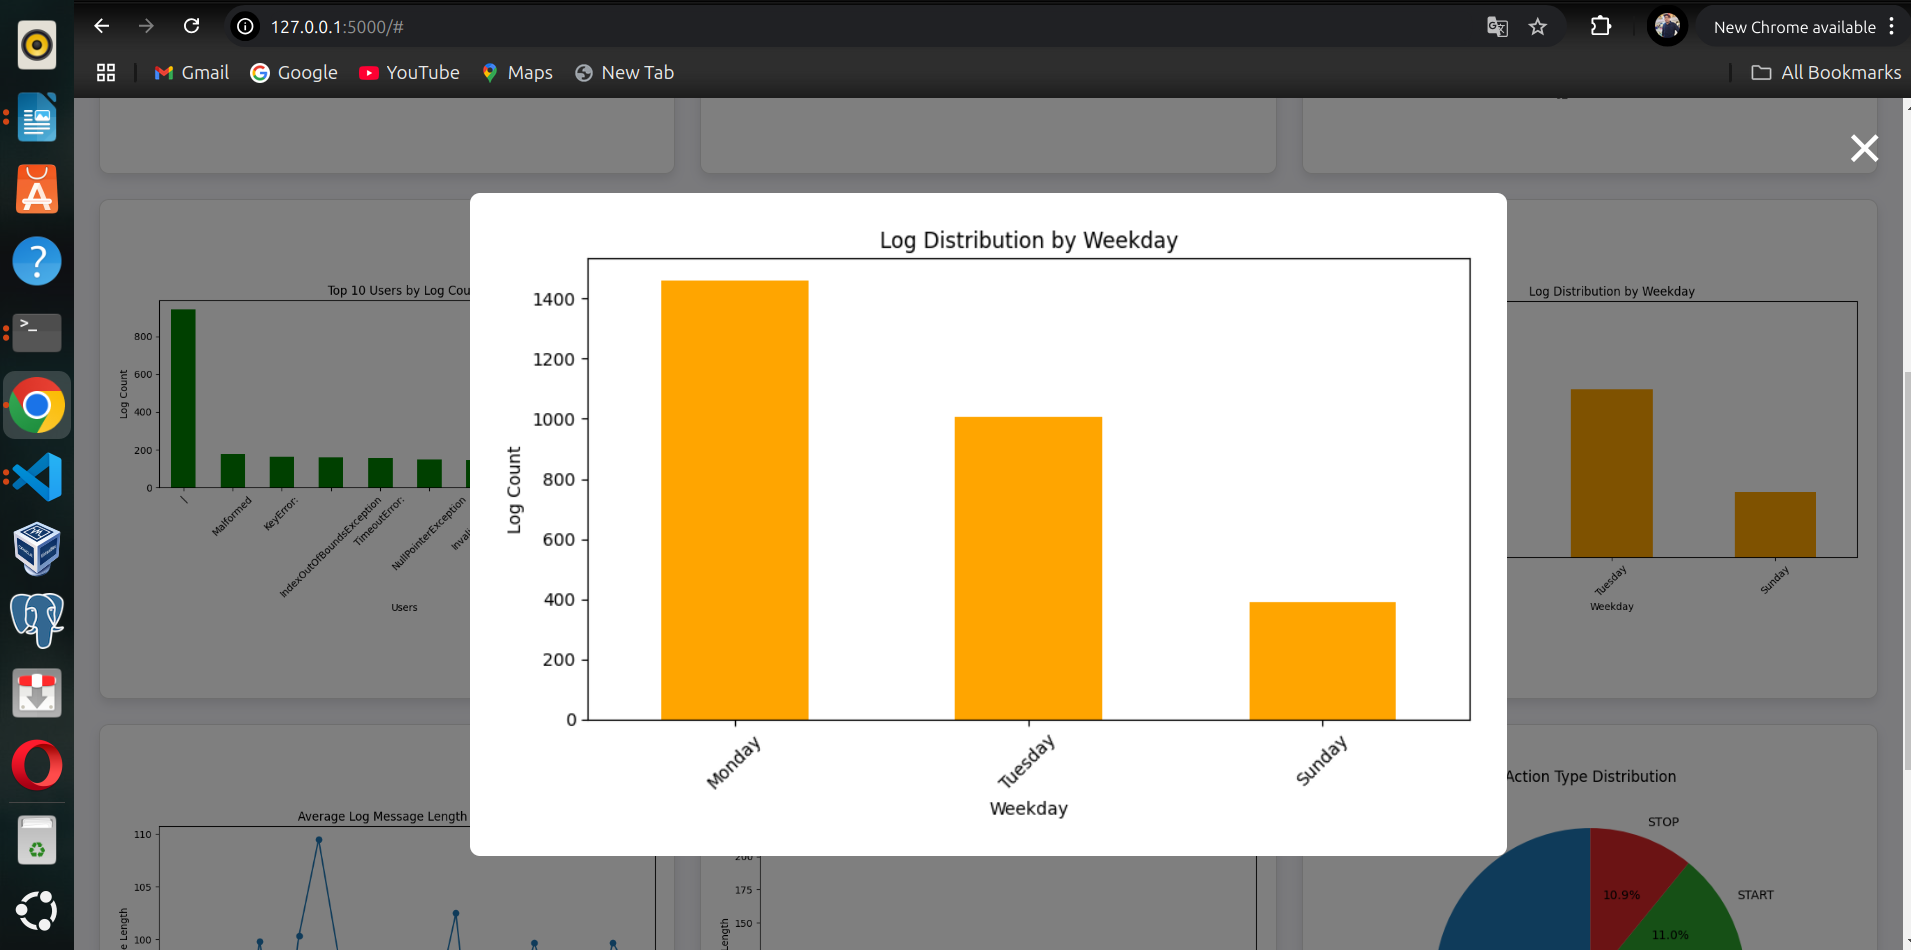 127.0.0.1:5000/#
New Chrome available
Gmail
Google
YouTube
Maps
New Tab
All Bookmarks
Log Distribution by Weekday
1400
1200
1000
800
600
400
200
0
Log Count
Monday
Tuesday
Sunday
Weekday
Top 10 Users by Log Cou
800
600
400
200
0
Log Count
|
Malformed
KeyError:
IndexOutOfBoundsException
TimeoutError:
NullPointerException
Invali
Users
Log Distribution by Weekday
Tuesday
Sunday
Weekday
Average Log Message Length
110
105
100
e Length
200
175
150
Length
Action Type Distribution
STOP
10.9%
START
11.0%